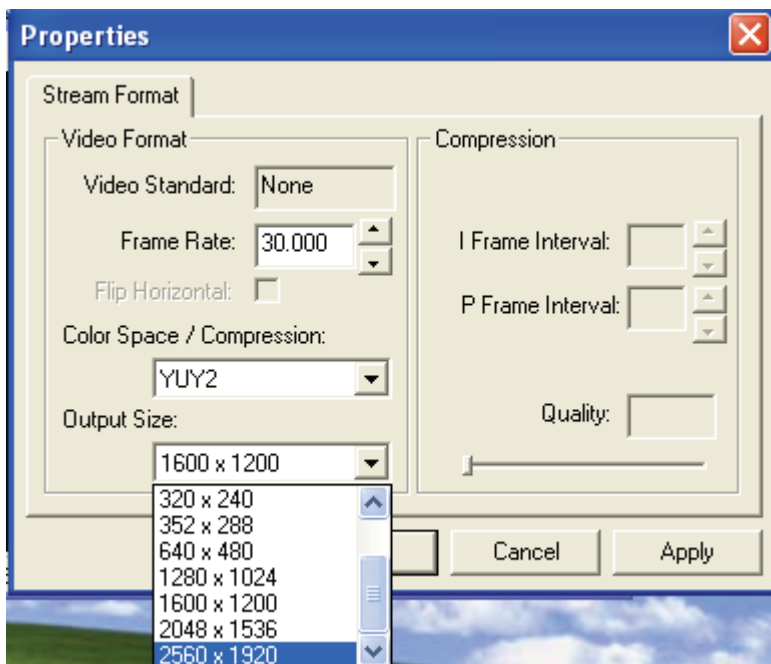 Properties
Stream Format
Video Format
Video Standard: None
Frame Rate: 30.000
Flip Horizontal:
Color Space / Compression:
YUY2
Output Size:
1600 x 1200
320 x 240
352 x 288
640 x 480
1280 x 1024
1600 x 1200
2048 x 1536
2560 x 1920
Compression
I Frame Interval:
P Frame Interval:
Quality:
Cancel
Apply